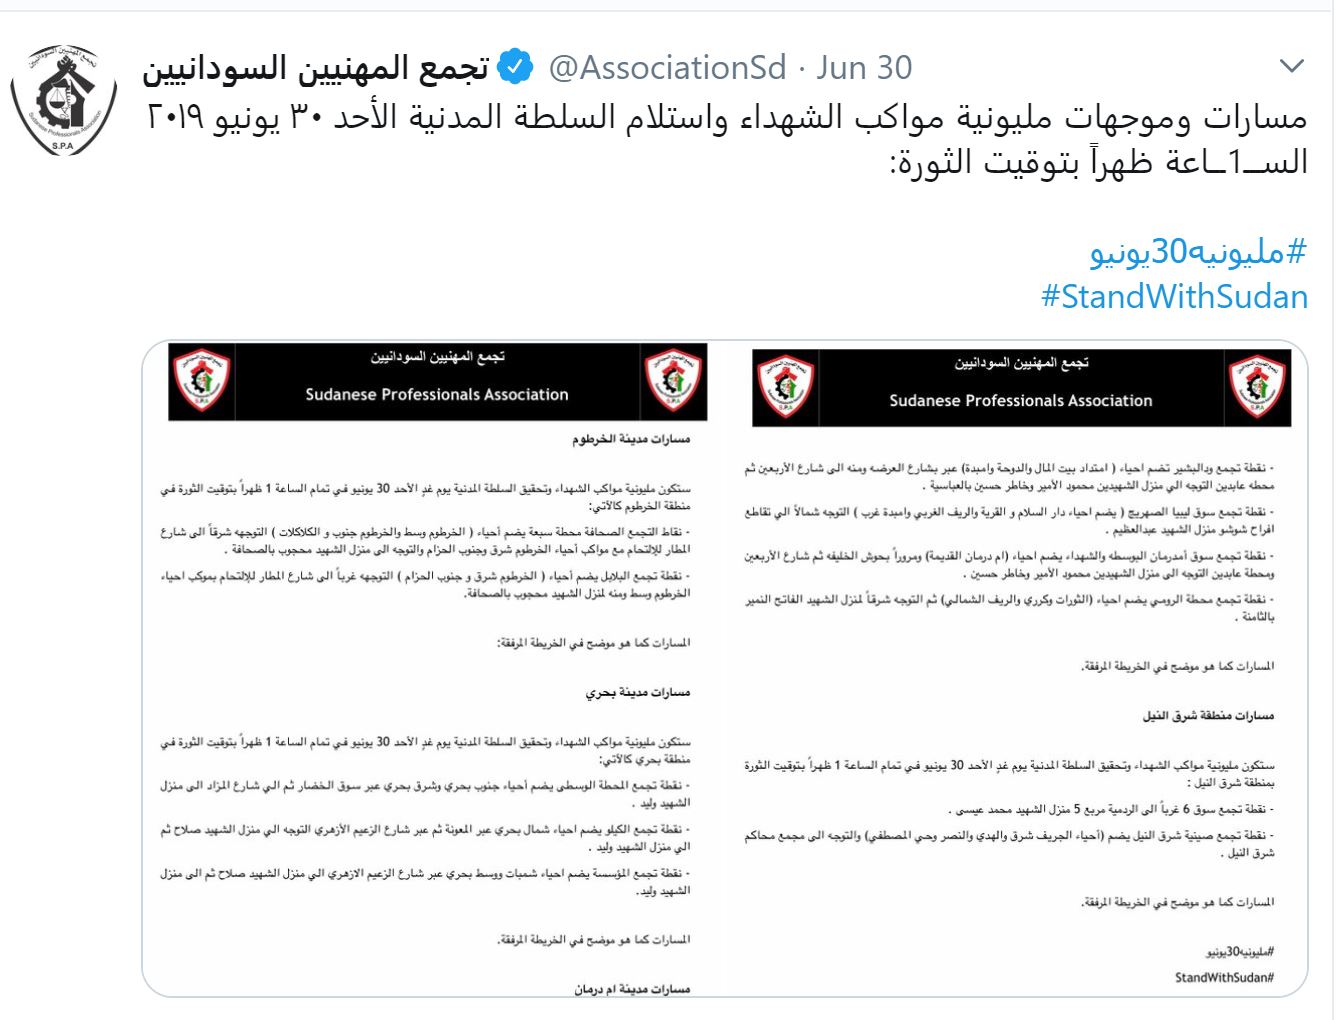 تجمع المهنيين السودانيين @AssociationSd · Jun 30
مسارات وموجهات مليونية مواكب الشهداء واستلام السلطة المدنية الأحد ٣٠ يونيو ٢٠١٩
الســ1ــاعة ظهراً بتوقيت الثورة:
#مليونيه30يونيو
#StandWithSudan
تجمع المهنيين السودانيين
Sudanese Professionals Association
S.P.A
مسارات مدينة الخرطوم
ستكون مليونية مواكب الشهداء وتحقيق السلطة المدنية يوم غدٍ الأحد 30 يونيو في تمام الساعة 1 ظهراً بتوقيت الثورة في
منطقة الخرطوم كالآتي:
- نقاط التجمع الصحافة محطة سبعة يضم أحياء ( الخرطوم وسط والخرطوم جنوب و الكلاكلات ) التوجهه شرقاً الى شارع
المطار للإلتحام مع مواكب أحياء الخرطوم شرق وجنوب الحزام والتوجه الى منزل الشهيد محجوب بالصحافة .
- نقطة تجمع البلابل يضم أحياء ( الخرطوم شرق و جنوب الحزام ) التوجهه غرباً الى شارع المطار للإلتحام بموكب احياء
الخرطوم وسط ومنه لمنزل الشهيد محجوب بالصحافة.
المسارات كما هو موضح في الخريطة المرفقة:
مسارات مدينة بحري
ستكون مليونية مواكب الشهداء وتحقيق السلطة المدنية يوم غدٍ الأحد 30 يونيو في تمام الساعة 1 ظهراً بتوقيت الثورة في
منطقة بحري كالآتي:
- نقطة تجمع المحطة الوسطى يضم أحياء جنوب بحري وشرق بحري عبر سوق الخضار ثم الي شارع المزاد الى منزل
الشهيد وليد .
- نقطة تجمع الكيلو يضم احياء شمال بحري عبر المعونة ثم عبر شارع الزعيم الأزهري التوجه الي منزل الشهيد صلاح ثم
الي منزل الشهيد وليد .
- نقطة تجمع المؤسسة يضم احياء شمبات ووسط بحري عبر شارع الزعيم الازهري الي منزل الشهيد صلاح ثم الى منزل
الشهيد وليد.
المسارات كما هو موضح في الخريطة المرفقة.
مسارات مدينة ام درمان
تجمع المهنيين السودانيين
Sudanese Professionals Association
- نقطة تجمع ودالبشير تضم احياء ( امتداد بيت المال والدوحة وامبدة) عبر بشارع العرضه ومنه الى شارع الأربعين ثم
محطه عابدين التوجه الي منزل الشهيدين محمود الأمير وخاطر حسين بالعباسية .
- نقطة تجمع سوق ليبيا الصهريج ( يضم احياء دار السلام و القرية والريف الغربي وامبدة غرب ) التوجه شمالاً الي تقاطع
افراح شوشو منزل الشهيد عبدالعظيم .
- نقطة تجمع سوق أمدرمان البوسطه والشهداء يضم احياء (ام درمان القديمة) ومروراً بحوش الخليفه ثم شارع الأربعين
ومحطة عابدين التوجه الى منزل الشهيدين محمود الأمير وخاطر حسين .
- نقطة تجمع محطة الرومي يضم احياء (الثورات وكرري والريف الشمالي) ثم التوجه شرقاً لمنزل الشهيد الفاتح النمير
بالثامنة .
المسارات كما هو موضح في الخريطة المرفقة.
مسارات منطقة شرق النيل
ستكون مليونية مواكب الشهداء وتحقيق السلطة المدنية يوم غدٍ الأحد 30 يونيو في تمام الساعة 1 ظهراً بتوقيت الثورة
بمنطقة شرق النيل :
- نقطة تجمع سوق 6 غرباً الى الردمية مربع 5 منزل الشهيد محمد عيسى .
- نقطة تجمع صينية شرق النيل يضم (أحياء الجريف شرق والهدي والنصر وحي المصطفي) والتوجه الى مجمع محاكم
شرق النيل .
المسارات كما هو موضح في الخريطة المرفقة.
#مليونيه30يونيو
StandWithSudan#